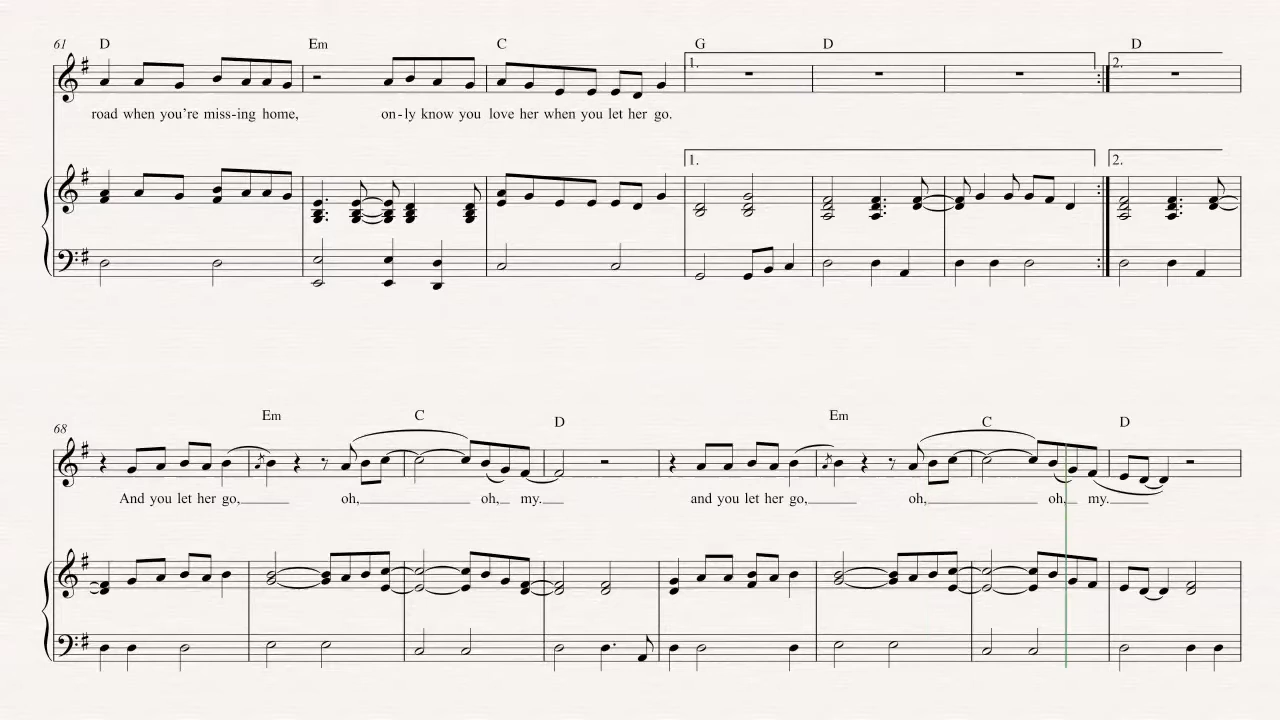 61 D Em C G D D
1. 2.
road when you're miss-ing home, on-ly know you love her when you let her go.
1. 2.
68 Em C D Em C D
And you let her go, oh, oh, my. and you let her go, oh, oh, my.